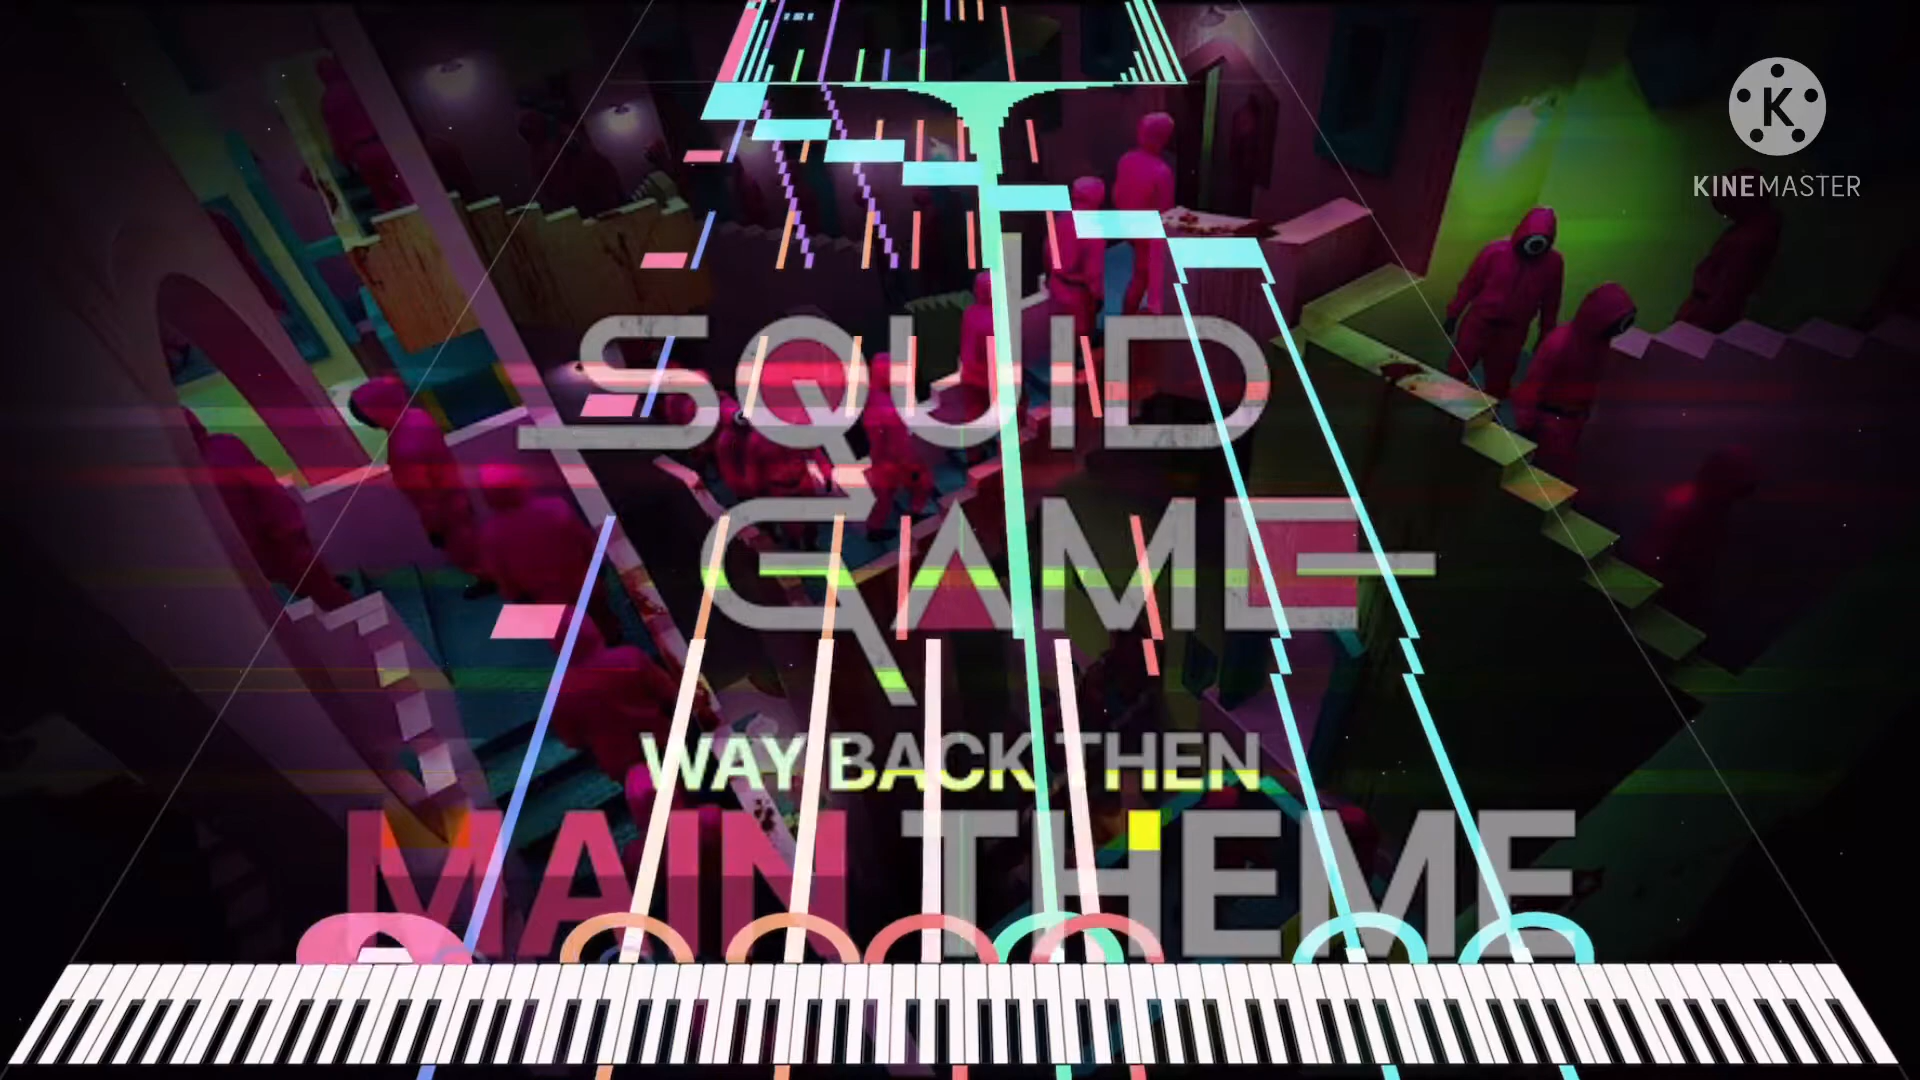 K
KINEMASTER
SQUID
GAME
WAY BACK THEN
MAIN THEME